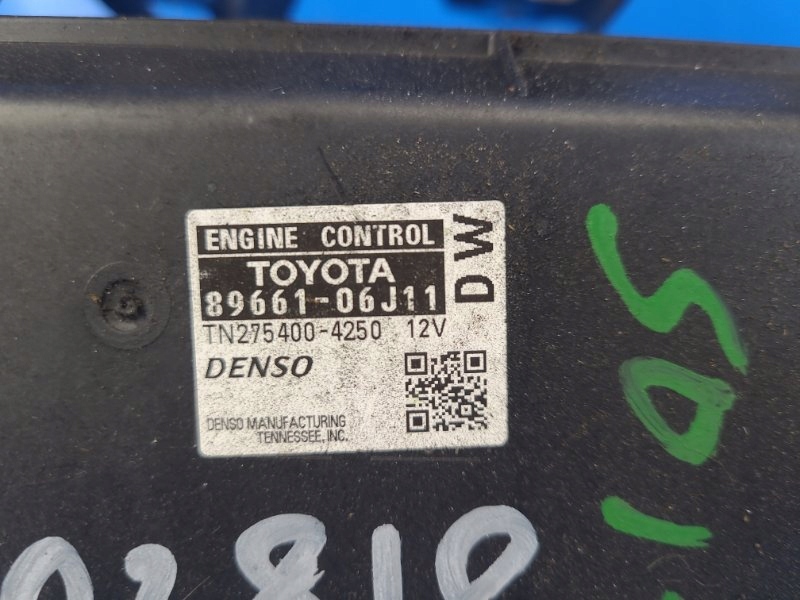 ENGINE CONTROL
TOYOTA
89661-06J11
TN275400-4250 12V
DENSO
DENSO MANUFACTURING
TENNESSEE, INC.
DW